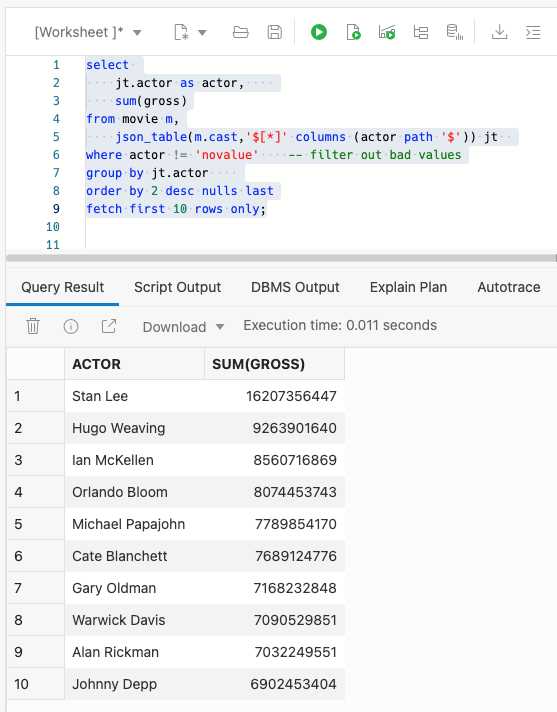 [Worksheet ]*
1 select
2 jt.actor as actor,
3 sum(gross)
4 from movie m,
5 json_table(m.cast,'$[*]' columns (actor path '$')) jt
6 where actor != 'novalue' -- filter out bad values
7 group by jt.actor
8 order by 2 desc nulls last
9 fetch first 10 rows only;
10
11
Query Result Script Output DBMS Output Explain Plan Autotrace
Download Execution time: 0.011 seconds
ACTOR SUM(GROSS)
1 Stan Lee 16207356447
2 Hugo Weaving 9263901640
3 Ian McKellen 8560716869
4 Orlando Bloom 8074453743
5 Michael Papajohn 7789854170
6 Cate Blanchett 7689124776
7 Gary Oldman 7168232848
8 Warwick Davis 7090529851
9 Alan Rickman 7032249551
10 Johnny Depp 6902453404